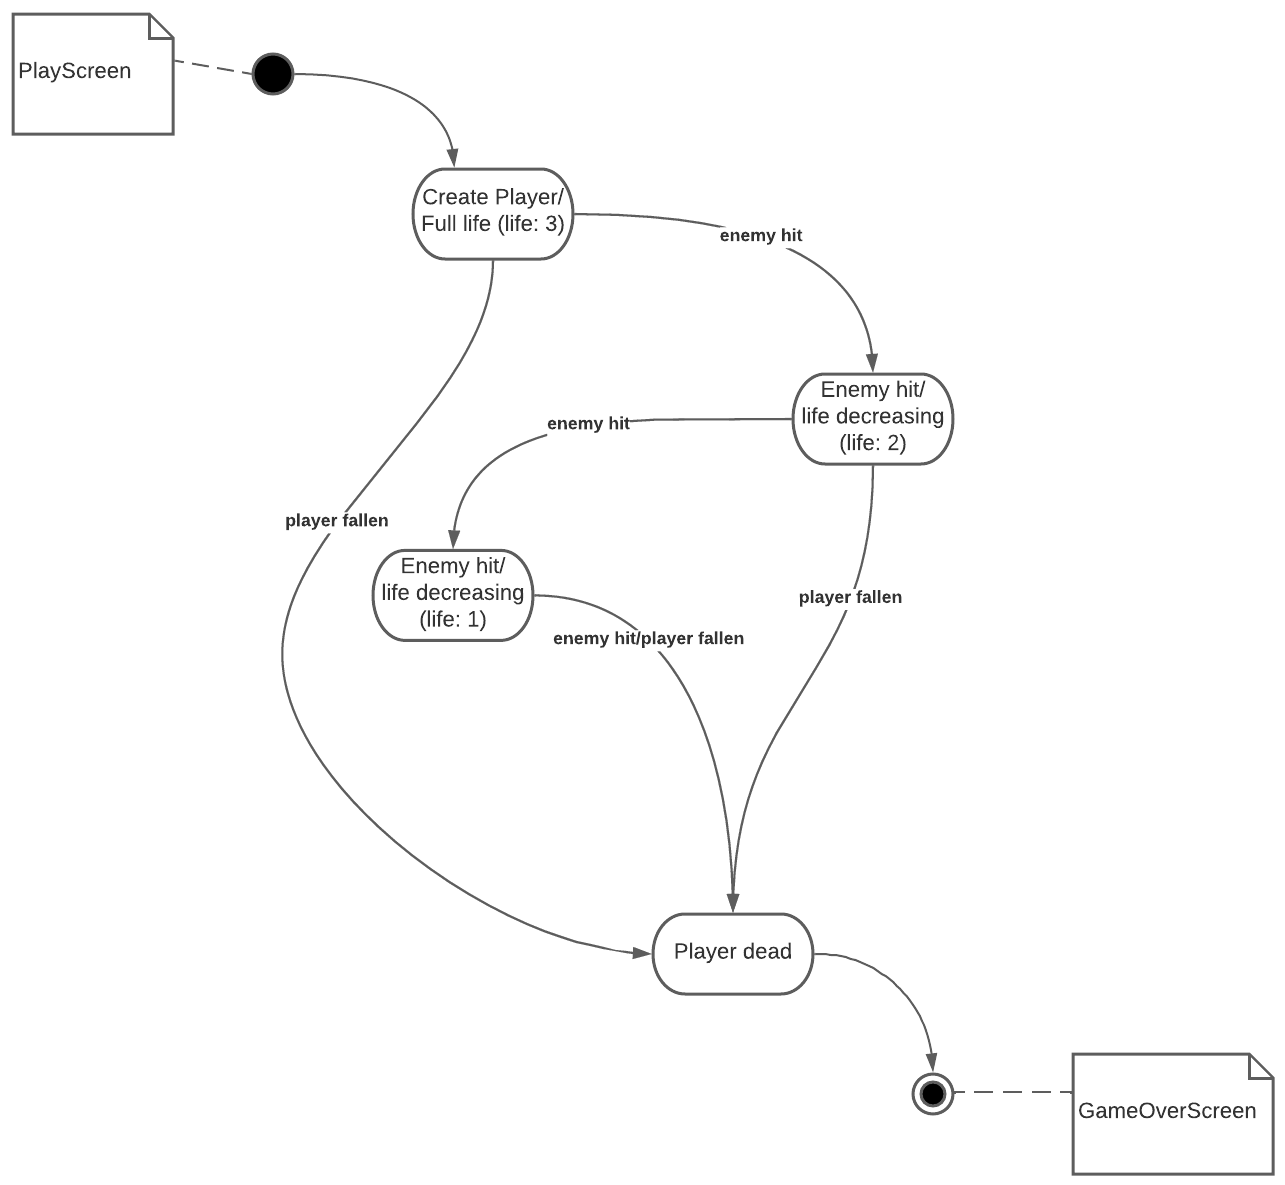 PlayScreen
Create Player/
Full life (life: 3)
enemy hit
Enemy hit/
life decreasing
(life: 2)
enemy hit
player fallen
Enemy hit/
life decreasing
(life: 1)
player fallen
enemy hit/player fallen
Player dead
GameOverScreen